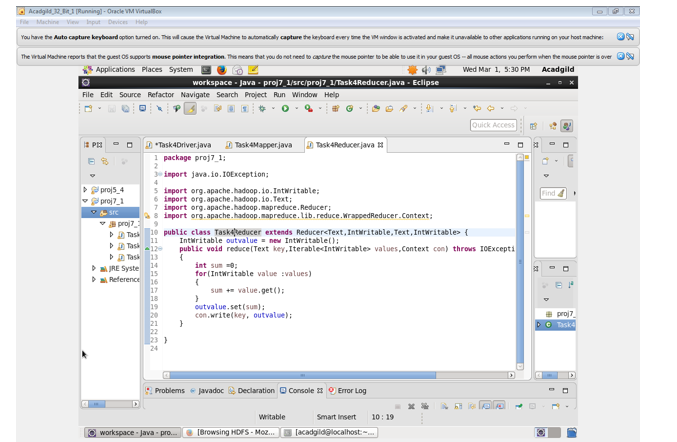 Acadgild_32_Bit_1 [Running] - Oracle VM VirtualBox
File Machine View Input Devices Help
You have the Auto capture keyboard option turned on. This will cause the Virtual Machine to automatically capture the keyboard every time the VM window is activated and make it unavailable to other applications running on your host machine:
The Virtual Machine reports that the guest OS supports mouse pointer integration. This means that you do not need to capture the mouse pointer to be able to use it in your guest OS -- all mouse actions you perform when the mouse pointer is over
Applications Places System Wed Mar 1, 5:30 PM Acadgild
workspace - Java - proj7_1/src/proj7_1/Task4Reducer.java - Eclipse
File Edit Source Refactor Navigate Search Project Run Window Help
Quick Access
*Task4Driver.java Task4Mapper.java Task4Reducer.java
proj5_4
proj7_1
src
proj7_
Task
Task
Task
JRE Syste
Reference
1 package proj7_1;
2
3 import java.io.IOException;
4
5 import org.apache.hadoop.io.IntWritable;
6 import org.apache.hadoop.io.Text;
7 import org.apache.hadoop.mapreduce.Reducer;
8 import org.apache.hadoop.mapreduce.lib.reduce.WrappedReducer.Context;
9
10 public class Task4Reducer extends Reducer<Text,IntWritable,Text,IntWritable> {
11 IntWritable outvalue = new IntWritable();
12 public void reduce(Text key,Iterable<IntWritable> values,Context con) throws IOExcepti
13 {
14 int sum =0;
15 for(IntWritable value :values)
16 {
17 sum += value.get();
18 }
19 outvalue.set(sum);
20 con.write(key, outvalue);
21 }
22
23 }
24
Find
proj7_
Task4
Problems Javadoc Declaration Console Error Log
Writable Smart Insert 10 : 19
workspace - Java - pro... [Browsing HDFS - Moz... [acadgild@localhost:~...